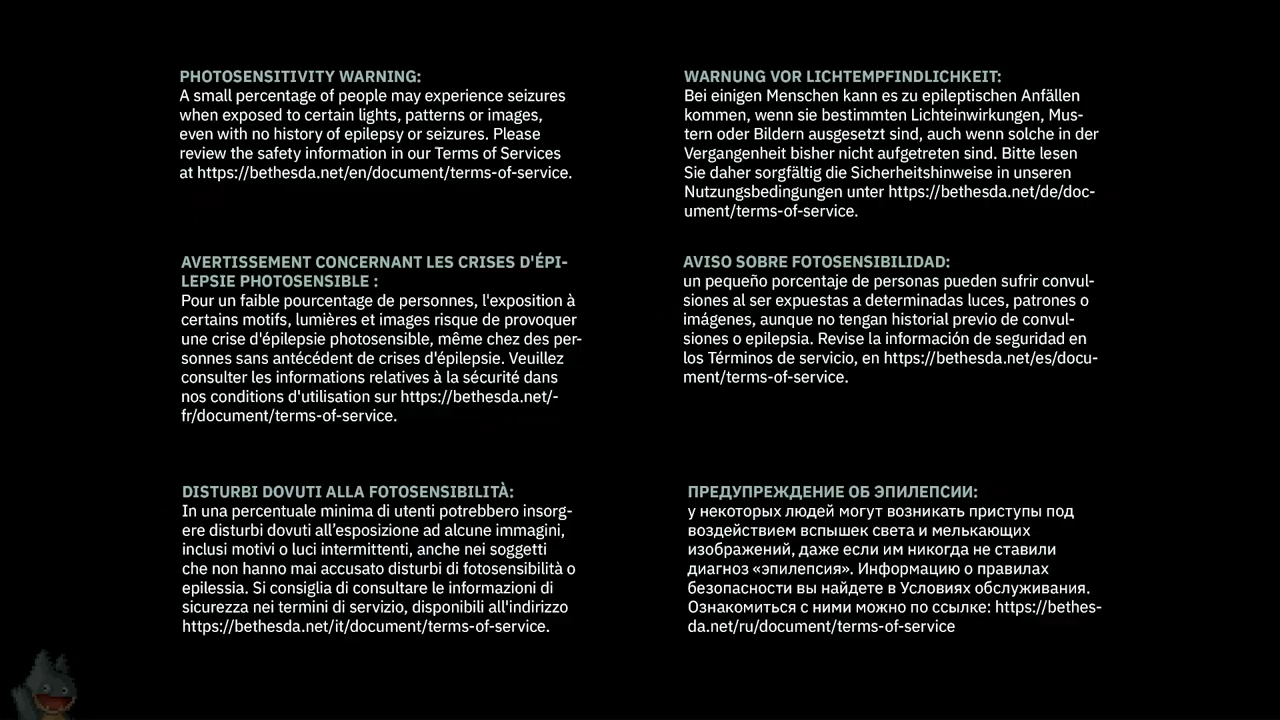 PHOTOSENSITIVITY WARNING:
A small percentage of people may experience seizures
when exposed to certain lights, patterns or images,
even with no history of epilepsy or seizures. Please
review the safety information in our Terms of Services
at https://bethesda.net/en/document/terms-of-service.
WARNUNG VOR LICHTEMPFINDLICHKEIT:
Bei einigen Menschen kann es zu epileptischen Anfällen
kommen, wenn sie bestimmten Lichteinwirkungen, Mus-
tern oder Bildern ausgesetzt sind, auch wenn solche in der
Vergangenheit bisher nicht aufgetreten sind. Bitte lesen
Sie daher sorgfältig die Sicherheitshinweise in unseren
Nutzungsbedingungen unter https://bethesda.net/de/doc-
ument/terms-of-service.
AVERTISSEMENT CONCERNANT LES CRISES D'ÉPI-
LEPSIE PHOTOSENSIBLE :
Pour un faible pourcentage de personnes, l'exposition à
certains motifs, lumières et images risque de provoquer
une crise d'épilepsie photosensible, même chez des per-
sonnes sans antécédent de crises d'épilepsie. Veuillez
consulter les informations relatives à la sécurité dans
nos conditions d'utilisation sur https://bethesda.net/-
fr/document/terms-of-service.
AVISO SOBRE FOTOSENSIBILIDAD:
un pequeño porcentaje de personas pueden sufrir convul-
siones al ser expuestas a determinadas luces, patrones o
imágenes, aunque no tengan historial previo de convul-
siones o epilepsia. Revise la información de seguridad en
los Términos de servicio, en https://bethesda.net/es/docu-
ment/terms-of-service.
DISTURBI DOVUTI ALLA FOTOSENSIBILITÀ:
In una percentuale minima di utenti potrebbero insorg-
ere disturbi dovuti all’esposizione ad alcune immagini,
inclusi motivi o luci intermittenti, anche nei soggetti
che non hanno mai accusato disturbi di fotosensibilità o
epilessia. Si consiglia di consultare le informazioni di
sicurezza nei termini di servizio, disponibili all'indirizzo
https://bethesda.net/it/document/terms-of-service.
ПРЕДУПРЕЖДЕНИЕ ОБ ЭПИЛЕПСИИ:
у некоторых людей могут возникать приступы под
воздействием вспышек света и мелькающих
изображений, даже если им никогда не ставили
диагноз «эпилепсия». Информацию о правилах
безопасности вы найдете в Условиях обслуживания.
Ознакомиться с ними можно по ссылке: https://bethes-
da.net/ru/document/terms-of-service